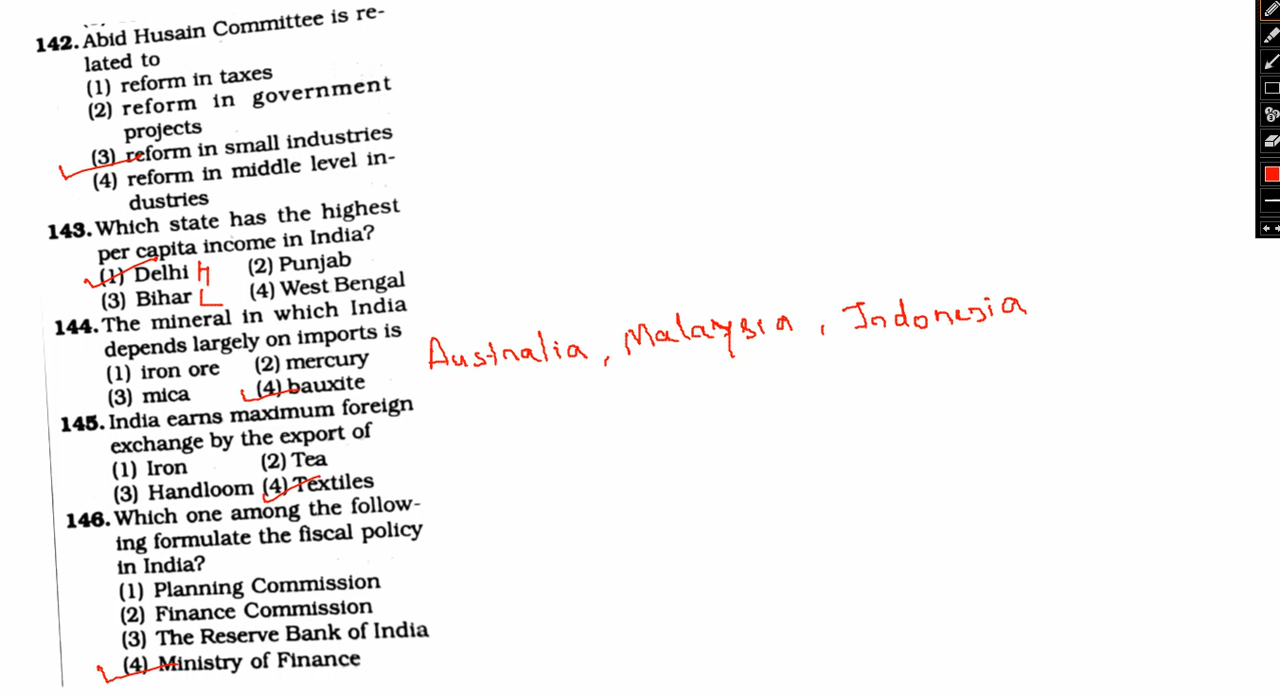 142. Abid Husain Committee is re-
lated to
(1) reform in taxes
(2) reform in government
projects
(3) reform in small industries
(4) reform in middle level in-
dustries
143. Which state has the highest
per capita income in India?
(1) Delhi H (2) Punjab
(3) Bihar L (4) West Bengal
144. The mineral in which India
depends largely on imports is
(1) iron ore (2) mercury
(3) mica (4) bauxite
Australia, Malaysia, Indonesia
145. India earns maximum foreign
exchange by the export of
(1) Iron (2) Tea
(3) Handloom (4) Textiles
146. Which one among the follow-
ing formulate the fiscal policy
in India?
(1) Planning Commission
(2) Finance Commission
(3) The Reserve Bank of India
(4) Ministry of Finance